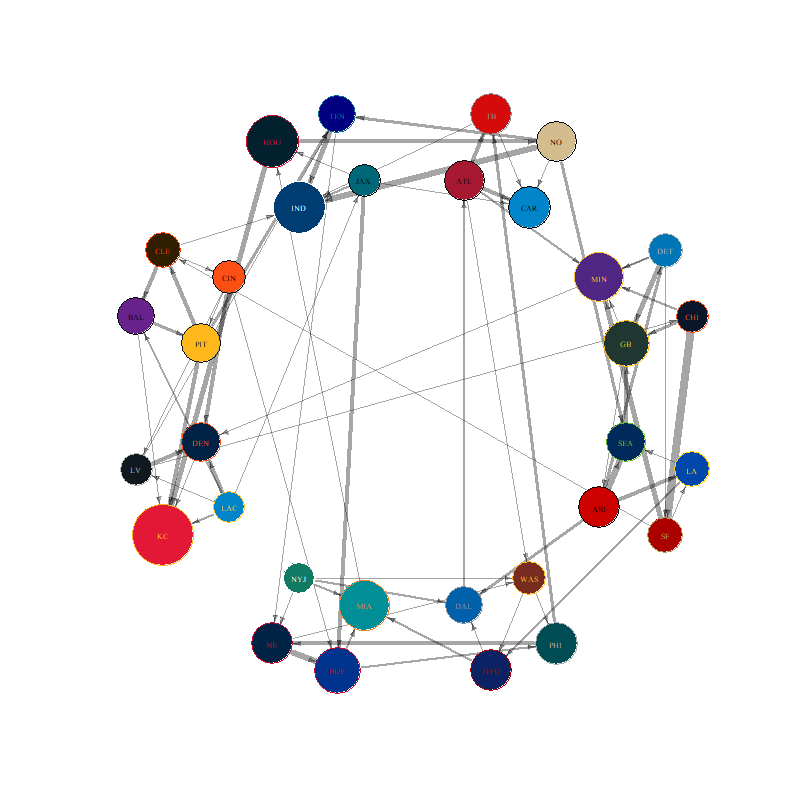 TEN
TB
HOU
NO
JAX
ATL
IND
CAR
CLE
DET
CIN
MIN
BAL
CHI
PIT
GB
DEN
SEA
LV
LA
LAC
ARI
KC
SF
NYJ
WAS
MIA
DAL
NE
PHI
BUF
NYG